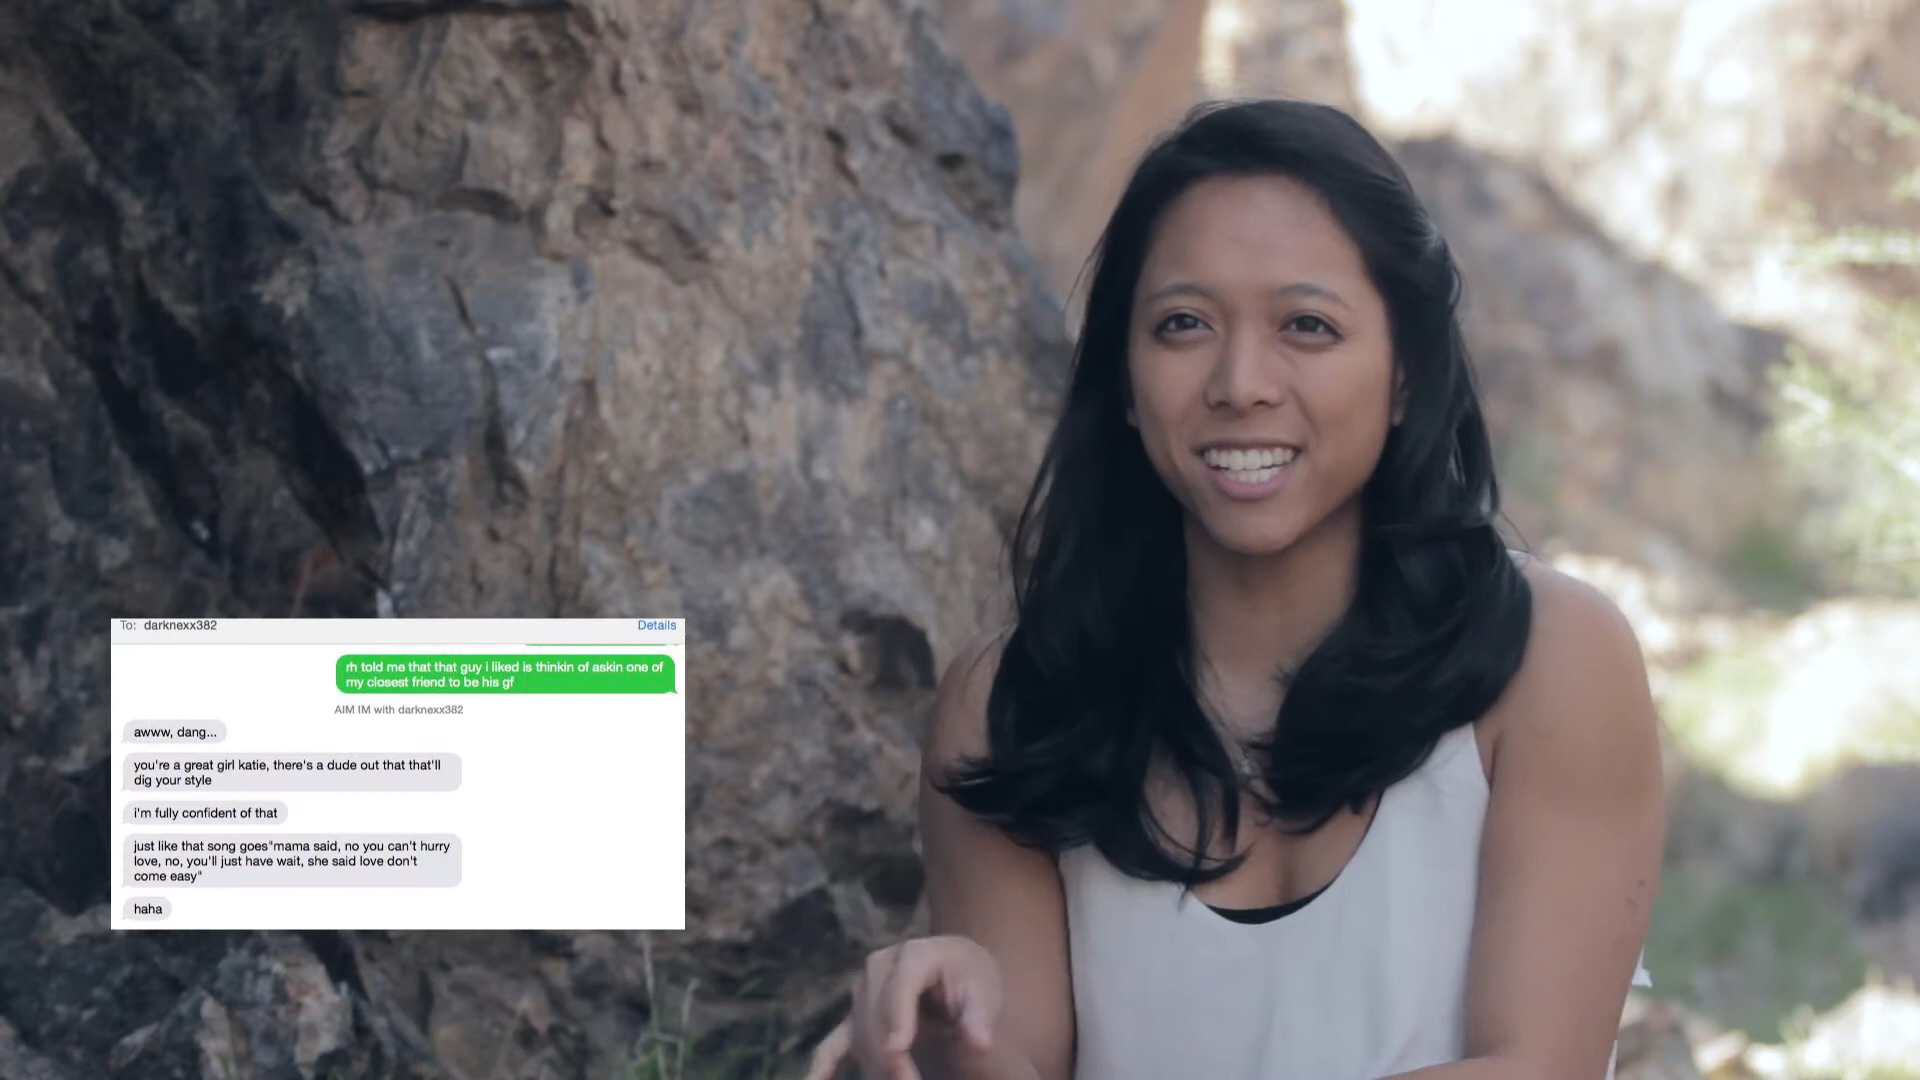 To: darknexx382 Details
rh told me that that guy i liked is thinkin of askin one of
my closest friend to be his gf
AIM IM with darknexx382
awww, dang...
you're a great girl katie, there's a dude out that that'll
dig your style
i'm fully confident of that
just like that song goes"mama said, no you can't hurry
love, no, you'll just have wait, she said love don't
come easy"
haha